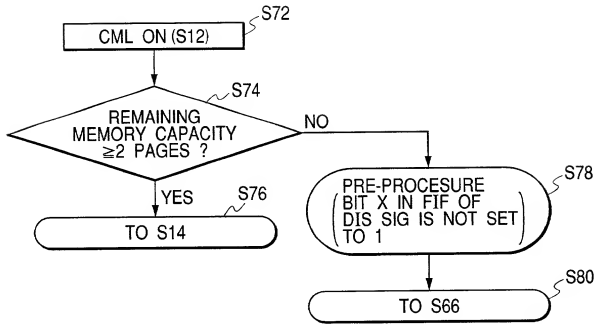 S72
CML ON (S12)
S74
REMAINING
MEMORY CAPACITY
≧2 PAGES ?
NO
YES
S76
TO S14
S78
PRE-PROCESURE
(BIT X IN FIF OF
DIS SIG IS NOT SET
TO 1)
S80
TO S66